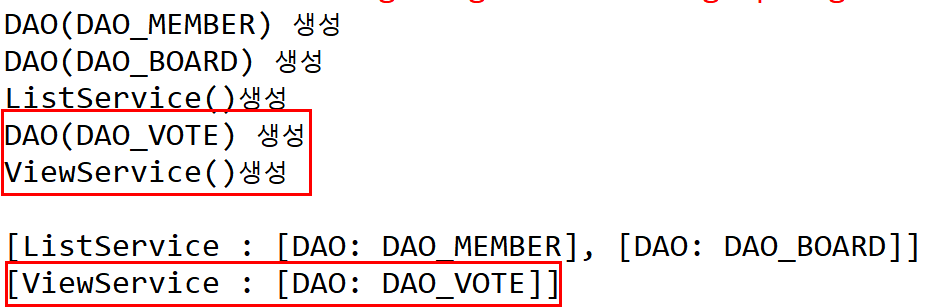 DAO(DAO_MEMBER) 생성
DAO(DAO_BOARD) 생성
ListService()생성
DAO(DAO_VOTE) 생성
ViewService()생성
[ListService : [DAO: DAO_MEMBER], [DAO: DAO_BOARD]]
[ViewService : [DAO: DAO_VOTE]]